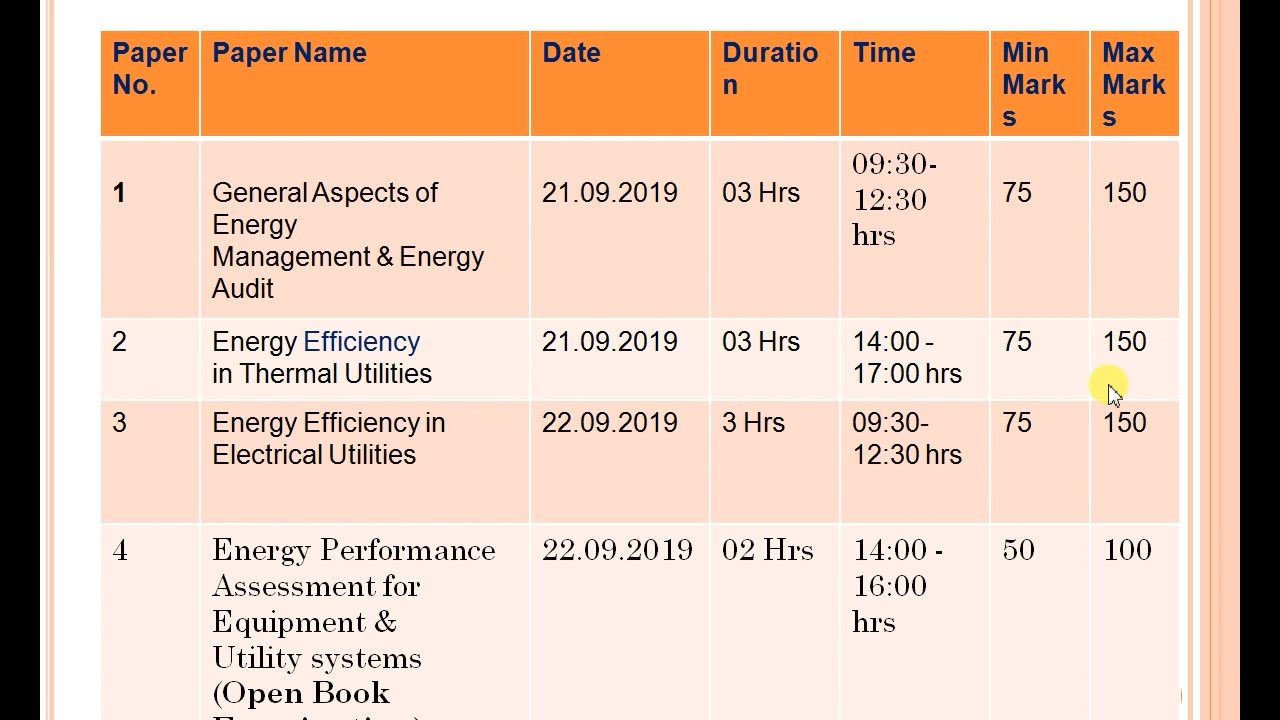 Paper No. Paper Name Date Duratio n Time Min Mark s Max Mark s
1 General Aspects of Energy Management & Energy Audit 21.09.2019 03 Hrs 09:30- 12:30 hrs 75 150
2 Energy Efficiency in Thermal Utilities 21.09.2019 03 Hrs 14:00 - 17:00 hrs 75 150
3 Energy Efficiency in Electrical Utilities 22.09.2019 3 Hrs 09:30- 12:30 hrs 75 150
4 Energy Performance Assessment for Equipment & Utility systems (Open Book 22.09.2019 02 Hrs 14:00 - 16:00 hrs 50 100